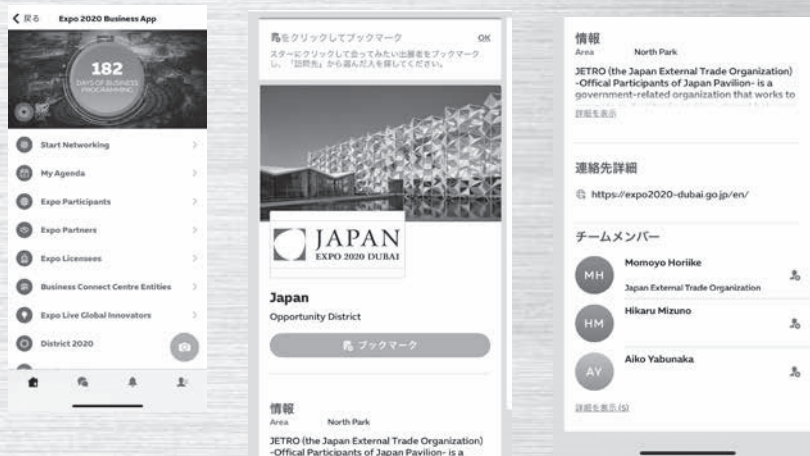 戻る Expo 2020 Business App
182
DAYS OF BUSINESS
PROGRAMMING
Start Networking
My Agenda
Expo Participants
Expo Partners
Expo Licensees
Business Connect Centre Entities
Expo Live Global Innovators
District 2020
をクリックしてブックマーク OK
スターにクリックして会ってみたい出展者をブックマーク
し、「訪問先」から選んだ人を探してください。
JAPAN
EXPO 2020 DUBAI
Japan
Opportunity District
ブックマーク
情報
Area North Park
JETRO (the Japan External Trade Organization)
-Offical Participants of Japan Pavilion- is a
情報
Area North Park
JETRO (the Japan External Trade Organization)
-Offical Participants of Japan Pavilion- is a
government-related organization that works to
詳細を表示
連絡先詳細
https://expo2020-dubai.go.jp/en/
チームメンバー
MH Momoyo Horiike
Japan External Trade Organization
HM Hikaru Mizuno
AY Aiko Yabunaka
詳細を表示 (5)